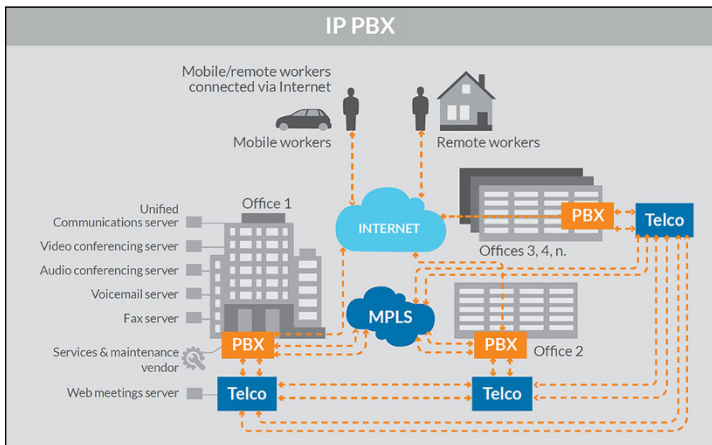 IP PBX
Mobile/remote workers
connected via Internet
Mobile workers
Remote workers
Office 1
Unified
Communications server
Video conferencing server
Audio conferencing server
Voicemail server
Fax server
Services & maintenance
vendor
Web meetings server
INTERNET
PBX
Telco
Offices 3, 4, n.
MPLS
PBX
PBX
Office 2
Telco
Telco